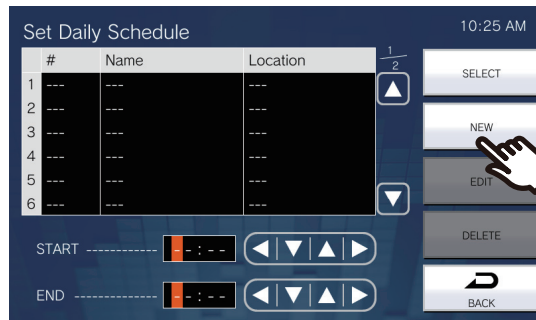 Set Daily Schedule
10:25 AM
# Name Location
1
2
1 --- --- ---
2 --- --- ---
3 --- --- ---
4 --- --- ---
5 --- --- ---
6 --- --- ---
START ------------ --:--
END ------------ --:--
SELECT
NEW
EDIT
DELETE
BACK